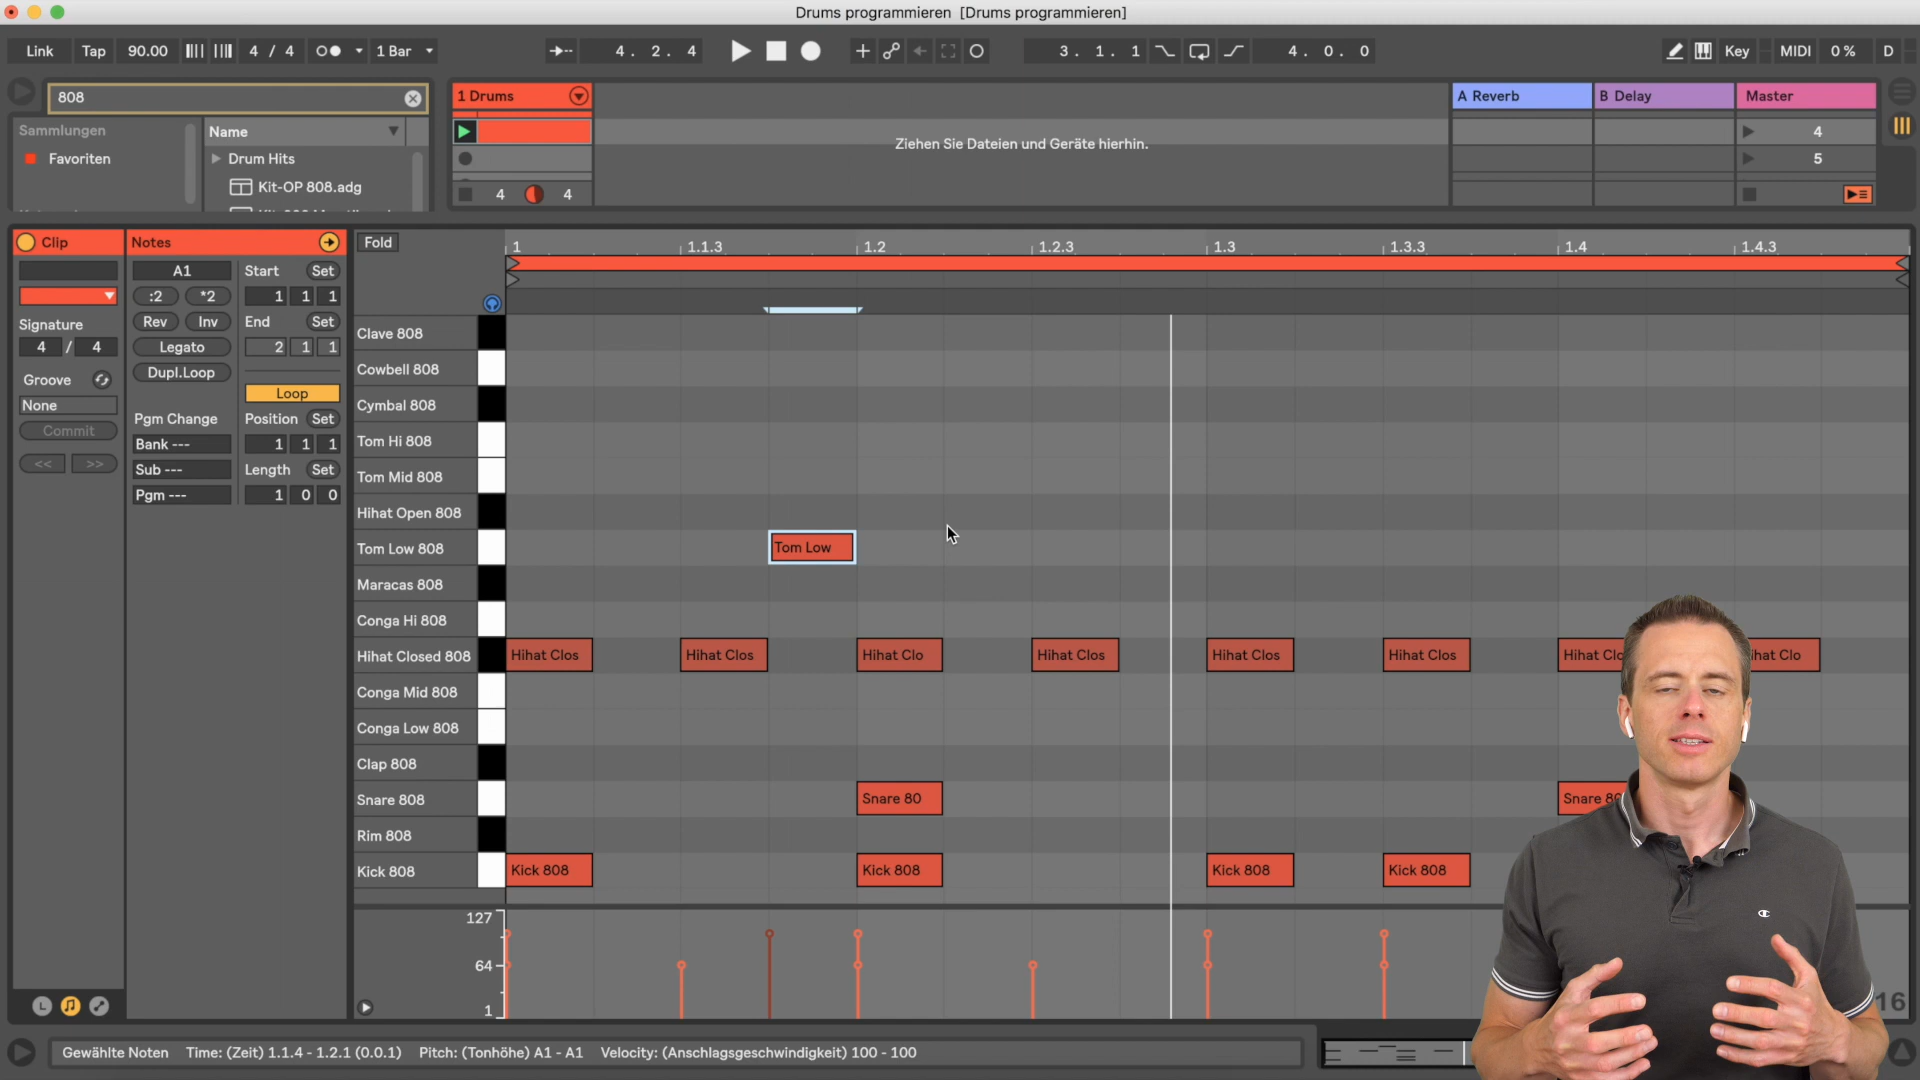 Drums programmieren [Drums programmieren]
Link Tap 90.00 4 / 4 1 Bar 4. 2. 4 3. 1. 1 4. 0. 0 Key MIDI 0 % D
808
1 Drums
A Reverb
B Delay
Master
Sammlungen
Name
Favoriten
Drum Hits
Kit-OP 808.adg
Ziehen Sie Dateien und Geräte hierhin.
4
5
4 4
Clip
Notes
Fold
1 1.1.3 1.2 1.2.3 1.3 1.3.3 1.4 1.4.3
A1
Start Set
:2 *2
1 1 1
Rev Inv
End Set
Signature
4 / 4
Legato
2 1 1
Dupl.Loop
Groove
Loop
None
Pgm Change
Position Set
Commit
Bank ---
1 1 1
<< >>
Sub ---
Length Set
Pgm ---
1 0 0
Clave 808
Cowbell 808
Cymbal 808
Tom Hi 808
Tom Mid 808
Hihat Open 808
Tom Low 808
Tom Low
Maracas 808
Conga Hi 808
Hihat Closed 808
Hihat Clos Hihat Clos Hihat Clo Hihat Clos Hihat Clos Hihat Clos Hihat Clo ihat Clo
Conga Mid 808
Conga Low 808
Clap 808
Snare 808
Snare 80 Snare 80
Rim 808
Kick 808
Kick 808 Kick 808 Kick 808 Kick 808
127
64
1
16
Gewählte Noten Time: (Zeit) 1.1.4 - 1.2.1 (0.0.1) Pitch: (Tonhöhe) A1 - A1 Velocity: (Anschlagsgeschwindigkeit) 100 - 100